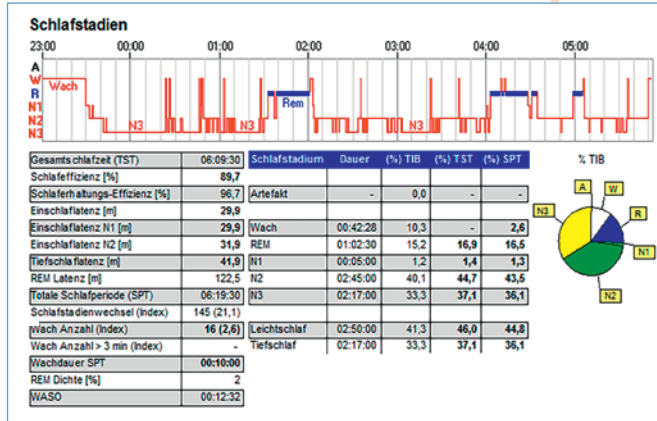 Schlafstadien
23:00 00:00 01:00 02:00 03:00 04:00 05:00
A
W
R
N1
N2
N3
Wach
N3
N3
Rem
Gesamtschlafzeit (TST) 06:09:30
Schlafeffizienz [%] 89,7
Schlaferhaltungs-Effizienz [%] 96,7
Einschlaflatenz [m] 29,9
Einschlaflatenz N1 [m] 29,9
Einschlaflatenz N2 [m] 31,9
Tiefschlaflatenz [m] 41,9
REM Latenz [m] 122,5
Totale Schlafperiode (SPT) 06:19:30
Schlafstadienwechsel (Index) 145 (21,1)
Wach Anzahl (Index) 16 (2,6)
Wach Anzahl > 3 min (Index) -
Wachdauer SPT 00:10:00
REM Dichte [%] 2
WASO 00:12:32
Schlafstadium Dauer (%) TIB (%) TST (%) SPT
Artefakt - 0,0 - -
Wach 00:42:28 10,3 - 2,6
REM 01:02:30 15,2 16,9 16,5
N1 00:05:00 1,2 1,4 1,3
N2 02:45:00 40,1 44,7 43,5
N3 02:17:00 33,3 37,1 36,1
Leichtschlaf 02:50:00 41,3 46,0 44,8
Tiefschlaf 02:17:00 33,3 37,1 36,1
% TIB
A
W
R
N3
N1
N2